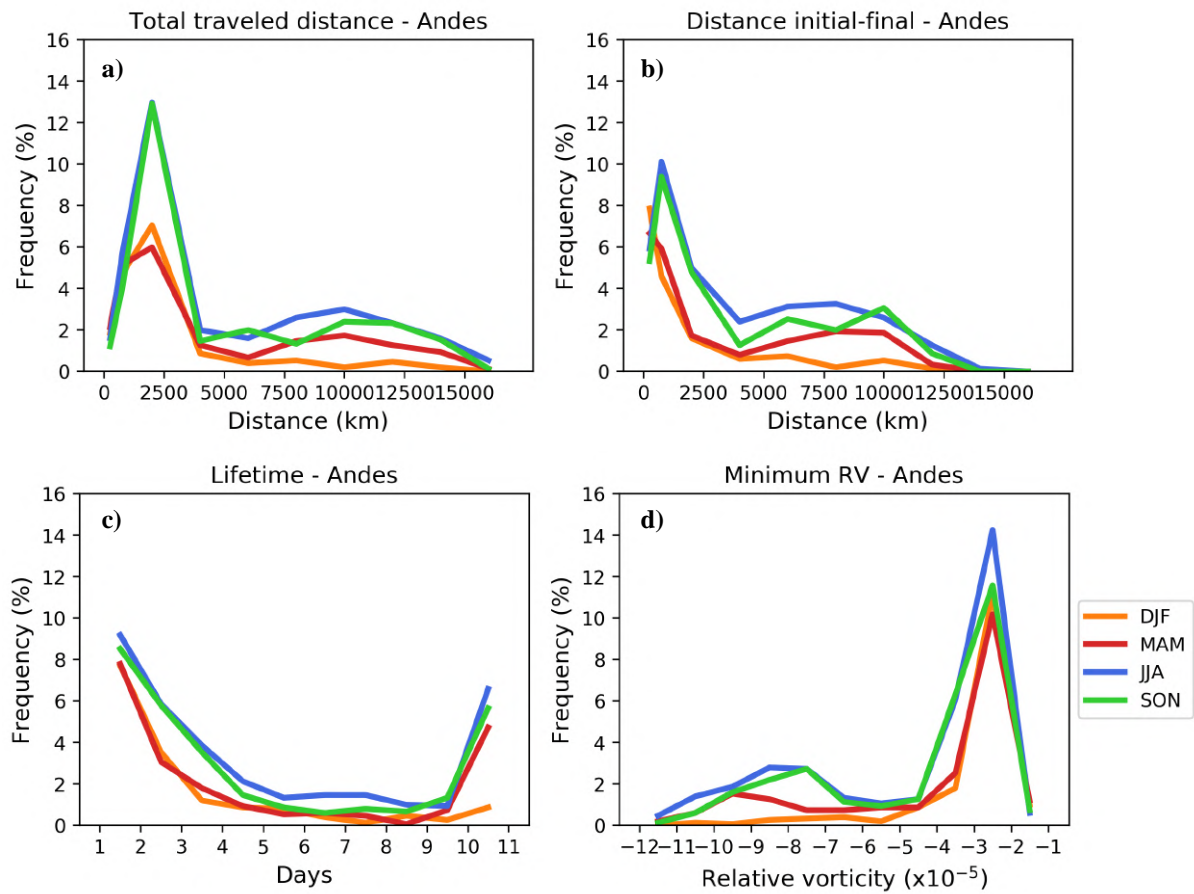 Total traveled distance - Andes
a)
16
14
12
10
8
6
4
2
0
Frequency (%)
0 2500 5000 7500 10000 12500 15000
Distance (km)
Distance initial-final - Andes
b)
16
14
12
10
8
6
4
2
0
Frequency (%)
0 2500 5000 7500 10000 12500 15000
Distance (km)
Lifetime - Andes
c)
16
14
12
10
8
6
4
2
0
Frequency (%)
1 2 3 4 5 6 7 8 9 10 11
Days
Minimum RV - Andes
d)
16
14
12
10
8
6
4
2
0
Frequency (%)
−12 −11 −10 −9 −8 −7 −6 −5 −4 −3 −2 −1
Relative vorticity (x10⁻⁵)
DJF
MAM
JJA
SON